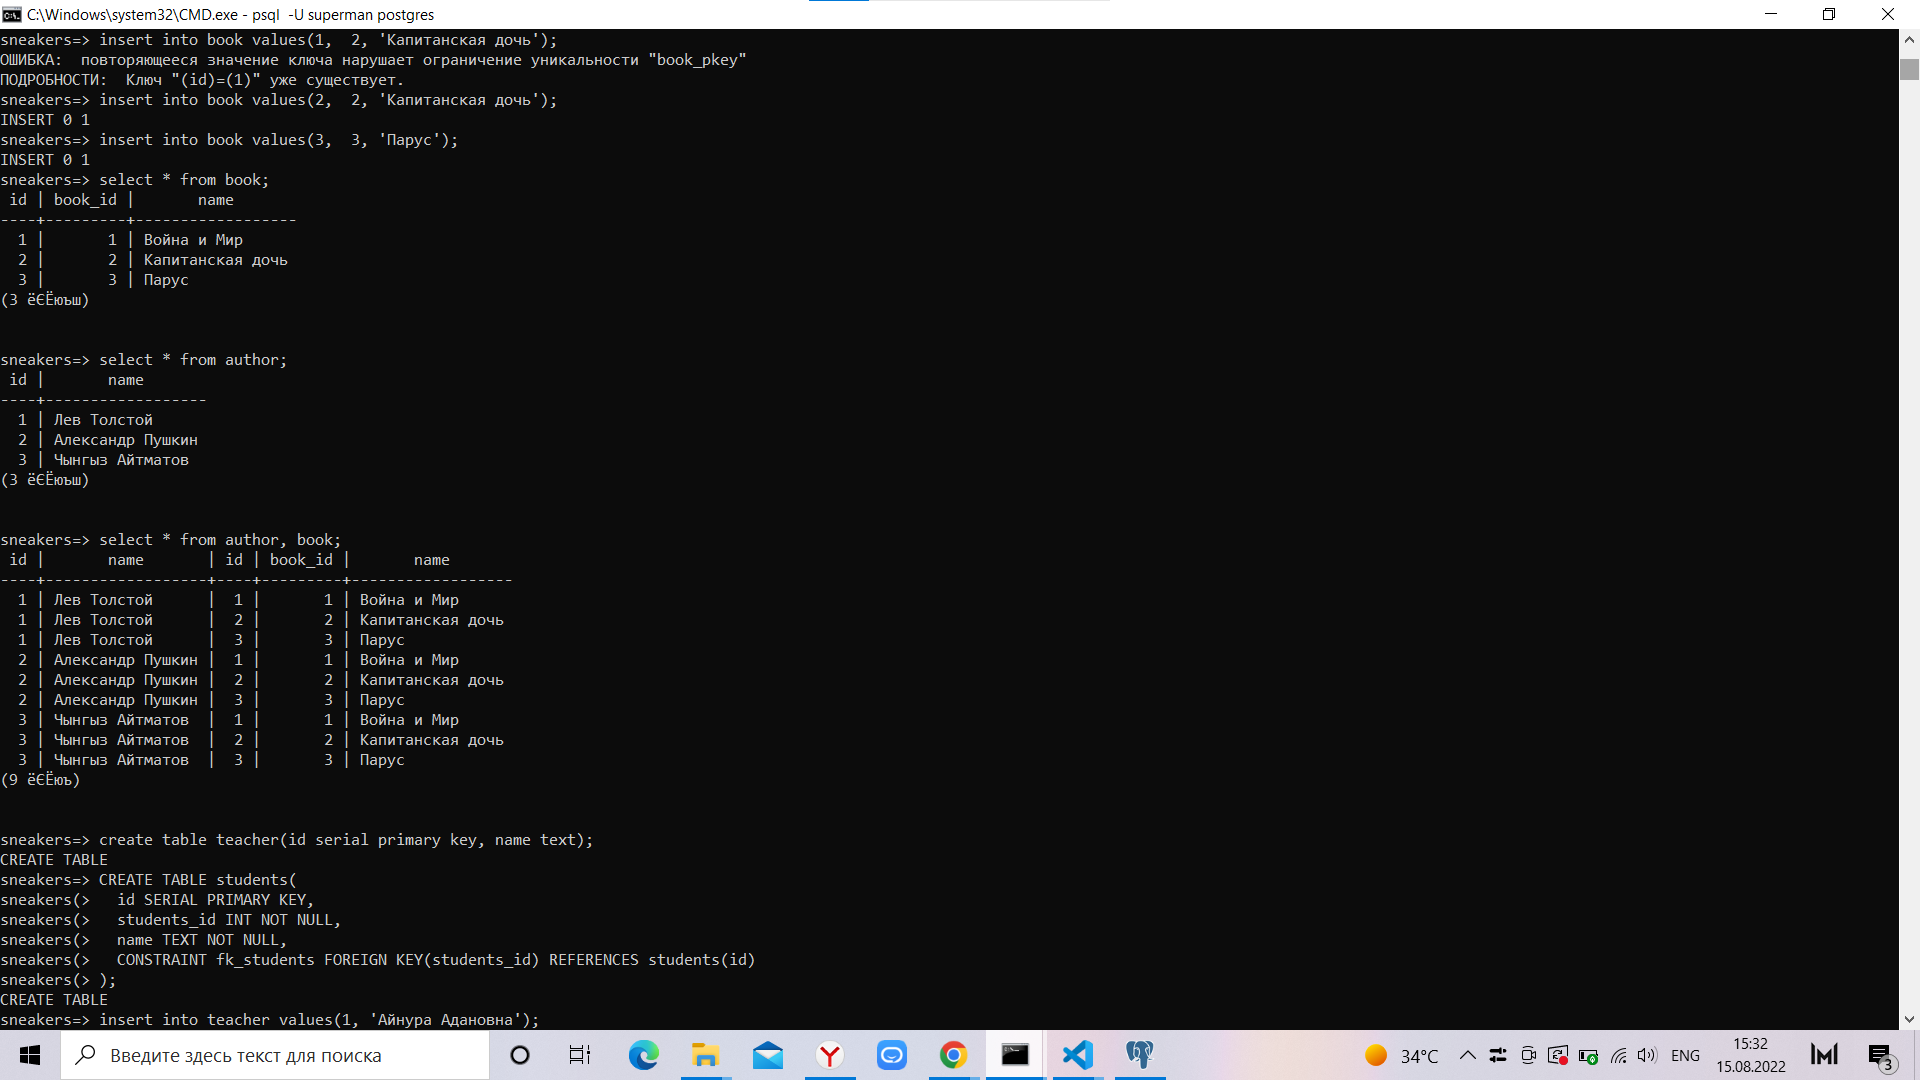 C:\Windows\system32\CMD.exe - psql  -U superman postgres
sneakers=> insert into book values(1,  2, 'Капитанская дочь');
ОШИБКА:  повторяющееся значение ключа нарушает ограничение уникальности "book_pkey"
ПОДРОБНОСТИ:  Ключ "(id)=(1)" уже существует.
sneakers=> insert into book values(2,  2, 'Капитанская дочь');
INSERT 0 1
sneakers=> insert into book values(3,  3, 'Парус');
INSERT 0 1
sneakers=> select * from book;
 id | book_id |       name
----+---------+------------------
  1 |       1 | Война и Мир
  2 |       2 | Капитанская дочь
  3 |       3 | Парус
(3 ёЄЁюъш)
sneakers=> select * from author;
 id |       name
----+------------------
  1 | Лев Толстой
  2 | Александр Пушкин
  3 | Чынгыз Айтматов
(3 ёЄЁюъш)
sneakers=> select * from author, book;
 id |       name       | id | book_id |       name
----+------------------+----+---------+------------------
  1 | Лев Толстой      |  1 |       1 | Война и Мир
  1 | Лев Толстой      |  2 |       2 | Капитанская дочь
  1 | Лев Толстой      |  3 |       3 | Парус
  2 | Александр Пушкин |  1 |       1 | Война и Мир
  2 | Александр Пушкин |  2 |       2 | Капитанская дочь
  2 | Александр Пушкин |  3 |       3 | Парус
  3 | Чынгыз Айтматов  |  1 |       1 | Война и Мир
  3 | Чынгыз Айтматов  |  2 |       2 | Капитанская дочь
  3 | Чынгыз Айтматов  |  3 |       3 | Парус
(9 ёЄЁюъ)
sneakers=> create table teacher(id serial primary key, name text);
CREATE TABLE
sneakers=> CREATE TABLE students(
sneakers(>   id SERIAL PRIMARY KEY,
sneakers(>   students_id INT NOT NULL,
sneakers(>   name TEXT NOT NULL,
sneakers(>   CONSTRAINT fk_students FOREIGN KEY(students_id) REFERENCES students(id)
sneakers(> );
CREATE TABLE
sneakers=> insert into teacher values(1, 'Айнура Адановна');
Введите здесь текст для поиска
34°C
ENG
15:32
15.08.2022
3